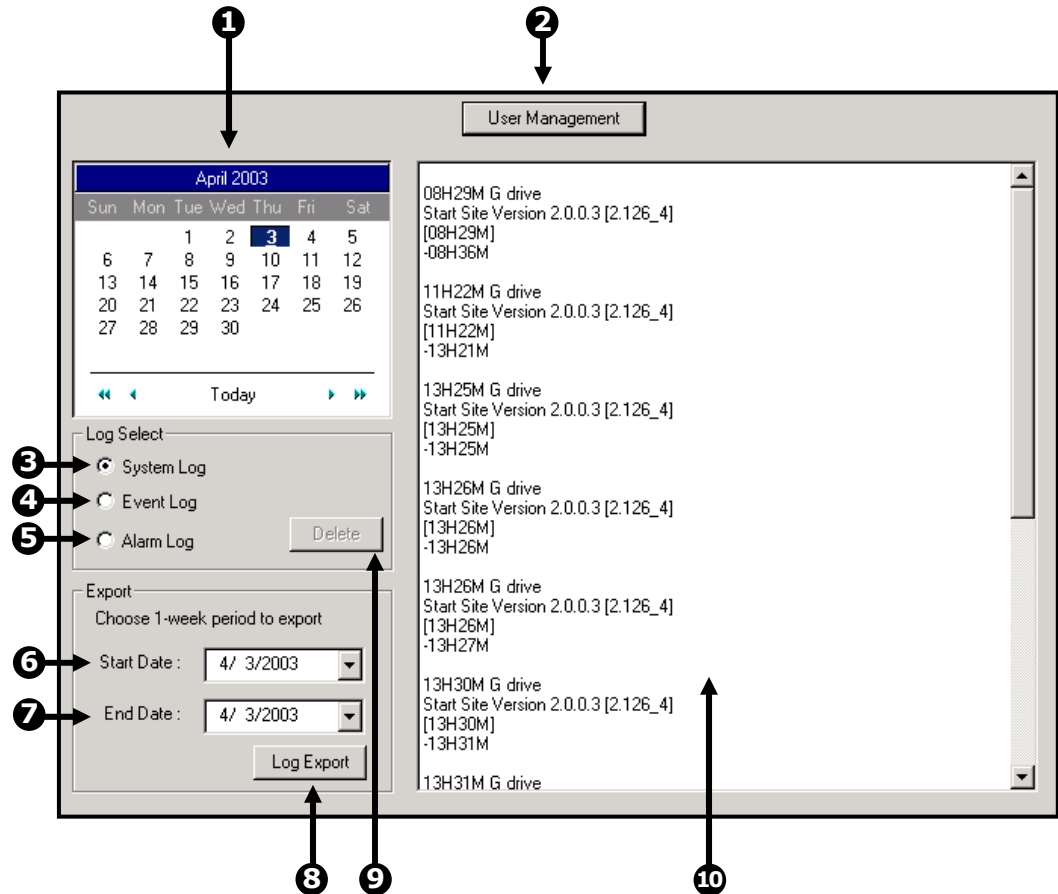 1
2
User Management
April 2003
Sun Mon Tue Wed Thu Fri Sat
1 2 3 4 5
6 7 8 9 10 11 12
13 14 15 16 17 18 19
20 21 22 23 24 25 26
27 28 29 30
Today
Log Select
3
System Log
4
Event Log
5
Alarm Log
Delete
Export
Choose 1-week period to export
6
Start Date :
4/ 3/2003
7
End Date :
4/ 3/2003
Log Export
08H29M G drive
Start Site Version 2.0.0.3 [2.126_4]
[08H29M]
-08H36M
11H22M G drive
Start Site Version 2.0.0.3 [2.126_4]
[11H22M]
-13H21M
13H25M G drive
Start Site Version 2.0.0.3 [2.126_4]
[13H25M]
-13H25M
13H26M G drive
Start Site Version 2.0.0.3 [2.126_4]
[13H26M]
-13H26M
13H26M G drive
Start Site Version 2.0.0.3 [2.126_4]
[13H26M]
-13H27M
13H30M G drive
Start Site Version 2.0.0.3 [2.126_4]
[13H30M]
-13H31M
13H31M G drive
8
9
10